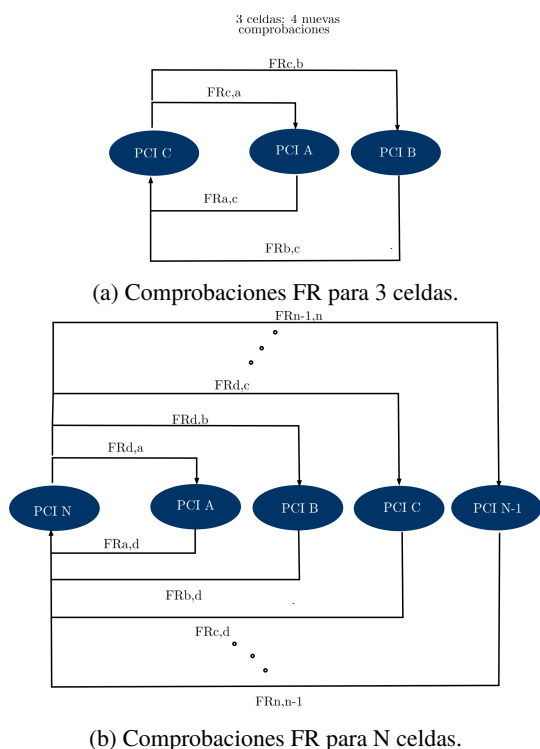 3 celdas: 4 nuevas
comprobaciones
FRc,b
FRc,a
PCI C
PCI A
PCI B
FRa,c
FRb,c
(a) Comprobaciones FR para 3 celdas.
FRn-1,n
FRd,c
FRd,b
FRd,a
PCI N
PCI A
PCI B
PCI C
PCI N-1
FRa,d
FRb,d
FRc,d
FRn,n-1
(b) Comprobaciones FR para N celdas.